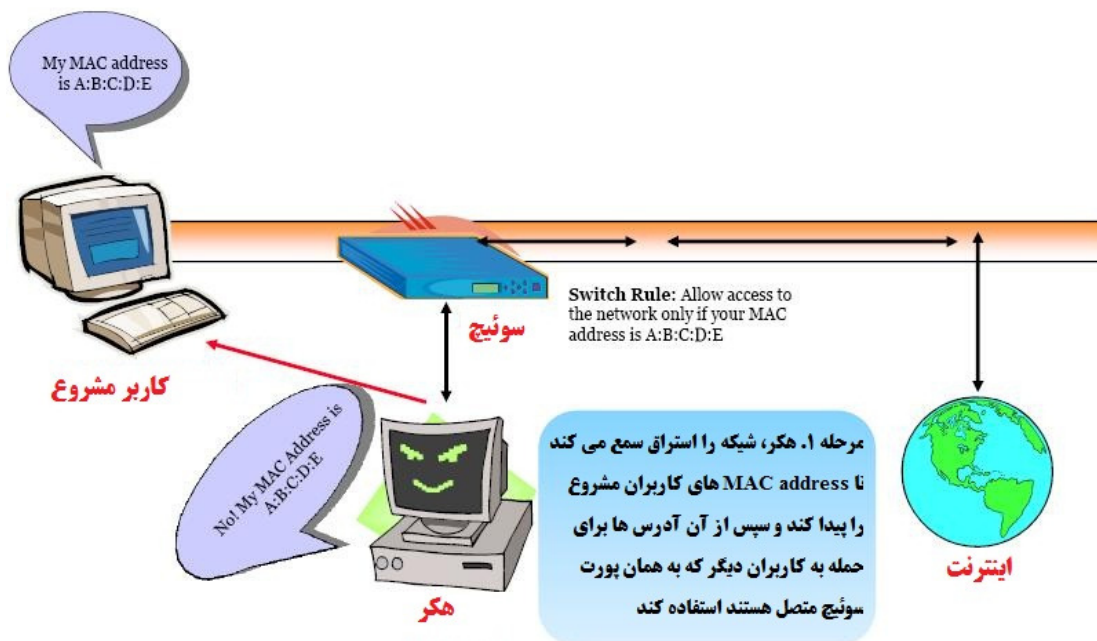 My MAC address
is A:B:C:D:E
سوئیچ
Switch Rule: Allow access to
the network only if your MAC
address is A:B:C:D:E
کاربر مشروع
No! My MAC Address is
A:B:C:D:E
هکر
مرحله ۱. هکر، شبکه را استراق سمع می کند
تا MAC address های کاربران مشروع
را پیدا کند و سپس از آن آدرس ها برای
حمله به کاربران دیگر که به همان پورت
سوئیچ متصل هستند استفاده کند
اینترنت